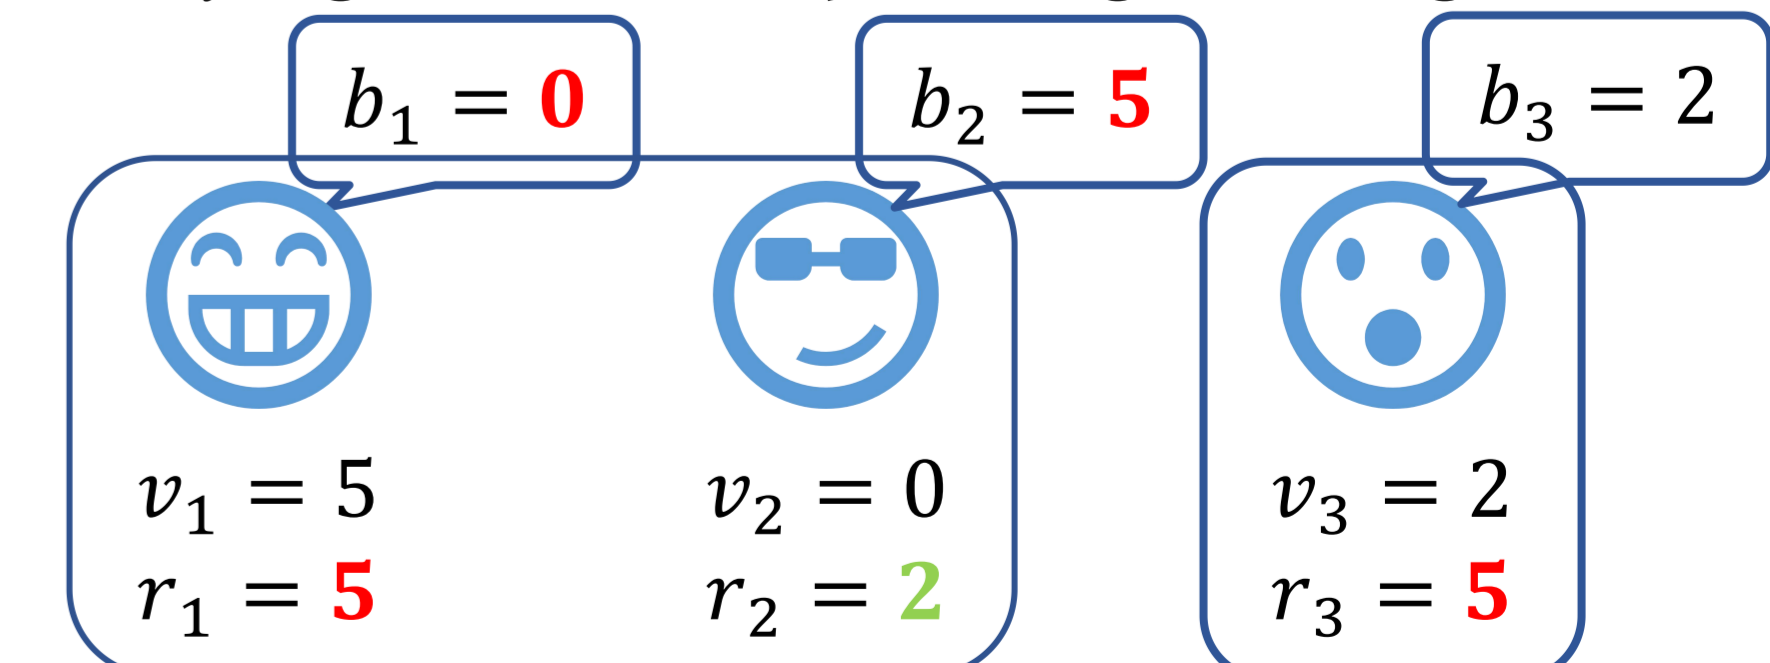 b₁ = 0
b₂ = 5
b₃ = 2
v₁ = 5
v₂ = 0
v₃ = 2
r₁ = 5
r₂ = 2
r₃ = 5